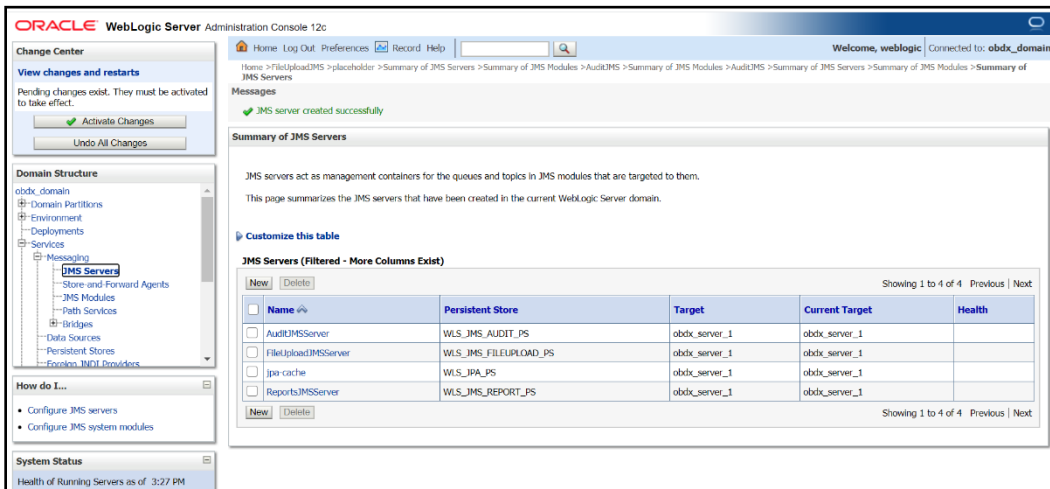 ORACLE WebLogic Server Administration Console 12c
Change Center
View changes and restarts
Pending changes exist. They must be activated
to take effect.
Activate Changes
Undo All Changes
Domain Structure
obdx_domain
Domain Partitions
Environment
Deployments
Services
Messaging
JMS Servers
Store-and-Forward Agents
JMS Modules
Path Services
Bridges
Data Sources
Persistent Stores
Foreign JNDI Providers
How do I...
Configure JMS servers
Configure JMS system modules
System Status
Health of Running Servers as of 3:27 PM
Home Log Out Preferences Record Help
Welcome, weblogic Connected to: obdx_domain
Home >FileUploadJMS >placeholder >Summary of JMS Servers >Summary of JMS Modules >AuditJMS >Summary of JMS Modules >AuditJMS >Summary of JMS Servers >Summary of JMS Modules >Summary of
JMS Servers
Messages
JMS server created successfully
Summary of JMS Servers
JMS servers act as management containers for the queues and topics in JMS modules that are targeted to them.
This page summarizes the JMS servers that have been created in the current WebLogic Server domain.
Customize this table
JMS Servers (Filtered - More Columns Exist)
New Delete Showing 1 to 4 of 4 Previous | Next
Name Persistent Store Target Current Target Health
AuditJMSServer WLS_JMS_AUDIT_PS obdx_server_1 obdx_server_1
FileUploadJMSServer WLS_JMS_FILEUPLOAD_PS obdx_server_1 obdx_server_1
jpa-cache WLS_JPA_PS obdx_server_1 obdx_server_1
ReportsJMSServer WLS_JMS_REPORT_PS obdx_server_1 obdx_server_1
New Delete Showing 1 to 4 of 4 Previous | Next